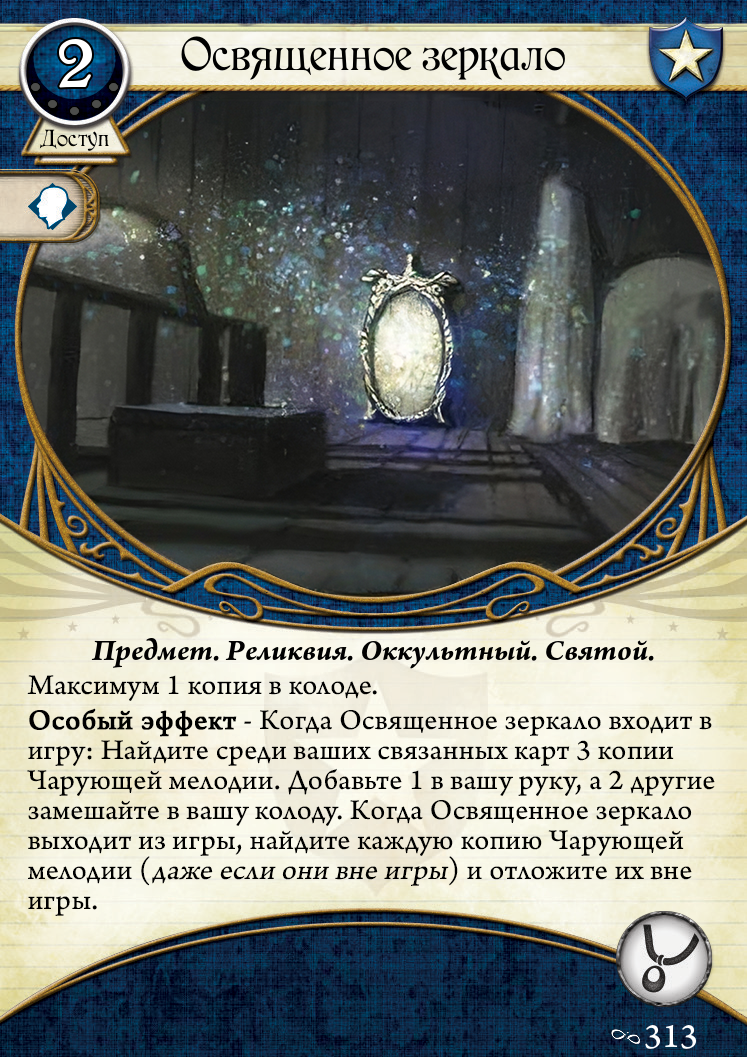 2
Освященное зеркало
Доступ
Предмет. Реликвия. Оккультный. Святой.
Максимум 1 копия в колоде.
Особый эффект - Когда Освященное зеркало входит в
игру: Найдите среди ваших связанных карт 3 копии
Чарующей мелодии. Добавьте 1 в вашу руку, а 2 другие
замешайте в вашу колоду. Когда Освященное зеркало
выходит из игры, найдите каждую копию Чарующей
мелодии (даже если они вне игры) и отложите их вне
игры.
313